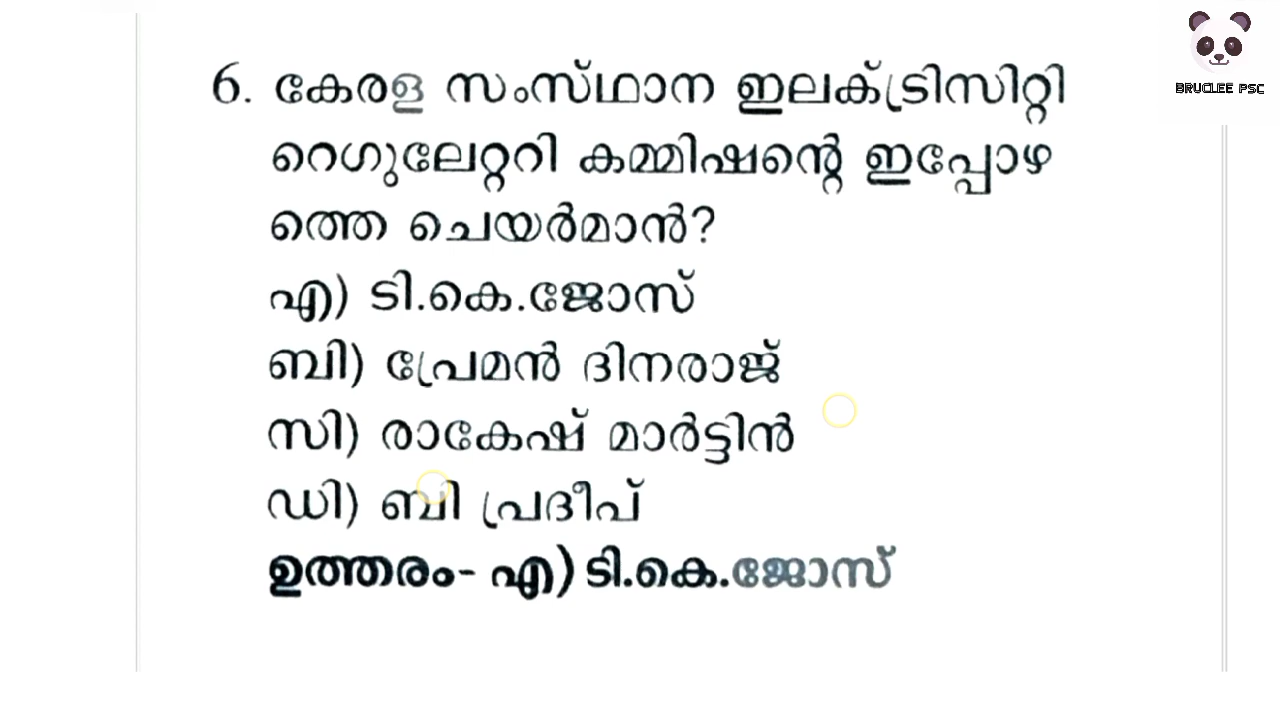 BRUCLEE PSC
6. കേരള സംസ്ഥാന ഇലക്ട്രിസിറ്റി
റെഗുലേറ്ററി കമ്മിഷന്റെ ഇപ്പോഴ
ത്തെ ചെയർമാൻ?
എ) ടി.കെ.ജോസ്
ബി) പ്രേമൻ ദിനരാജ്
സി) രാകേഷ് മാർട്ടിൻ
ഡി) ബി പ്രദീപ്
ഉത്തരം- എ) ടി.കെ.ജോസ്